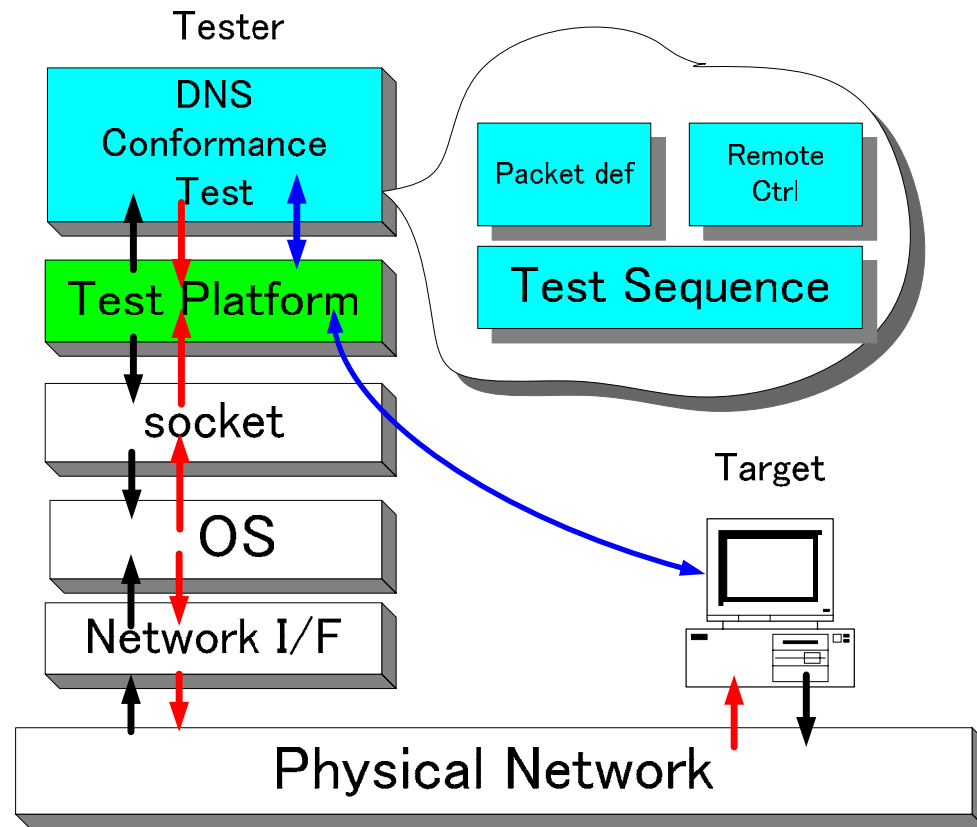 Tester
DNS
Conformance
Test
Packet def
Remote
Ctrl
Test Sequence
Test Platform
socket
Target
OS
Network I/F
Physical Network